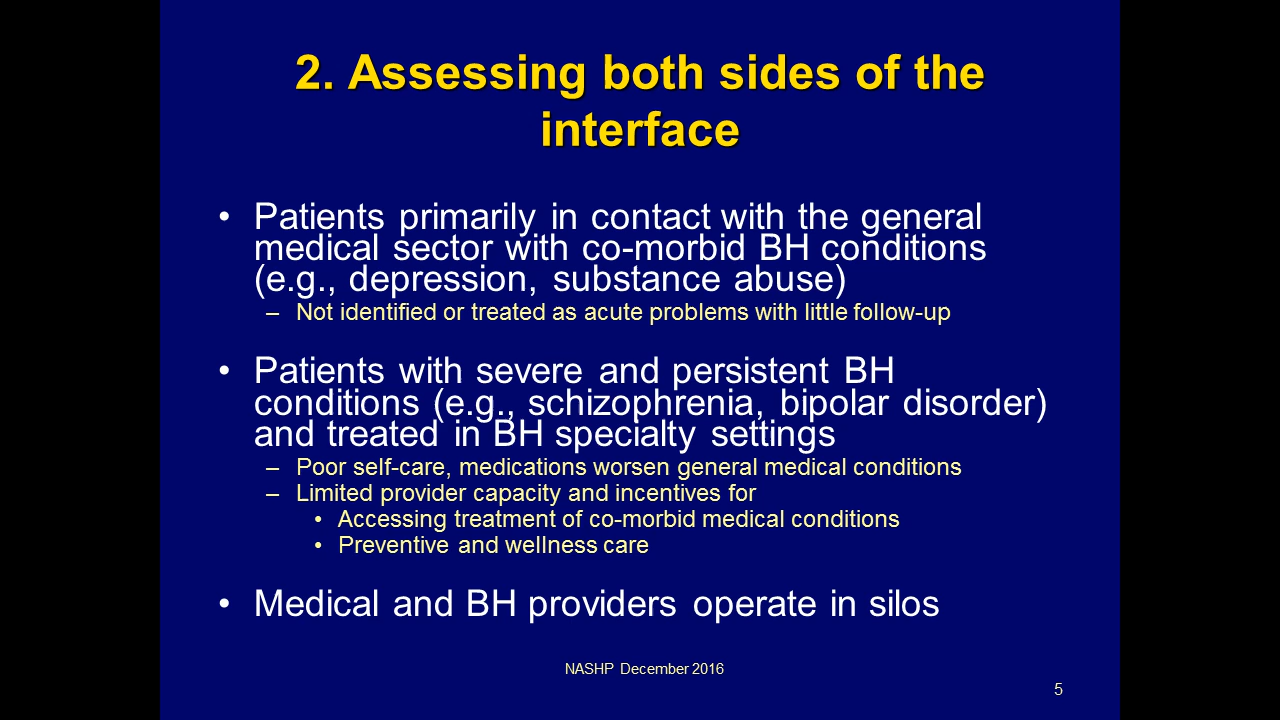 2. Assessing both sides of the
interface
• Patients primarily in contact with the general
medical sector with co-morbid BH conditions
(e.g., depression, substance abuse)
– Not identified or treated as acute problems with little follow-up
• Patients with severe and persistent BH
conditions (e.g., schizophrenia, bipolar disorder)
and treated in BH specialty settings
– Poor self-care, medications worsen general medical conditions
– Limited provider capacity and incentives for
• Accessing treatment of co-morbid medical conditions
• Preventive and wellness care
• Medical and BH providers operate in silos
NASHP December 2016
5